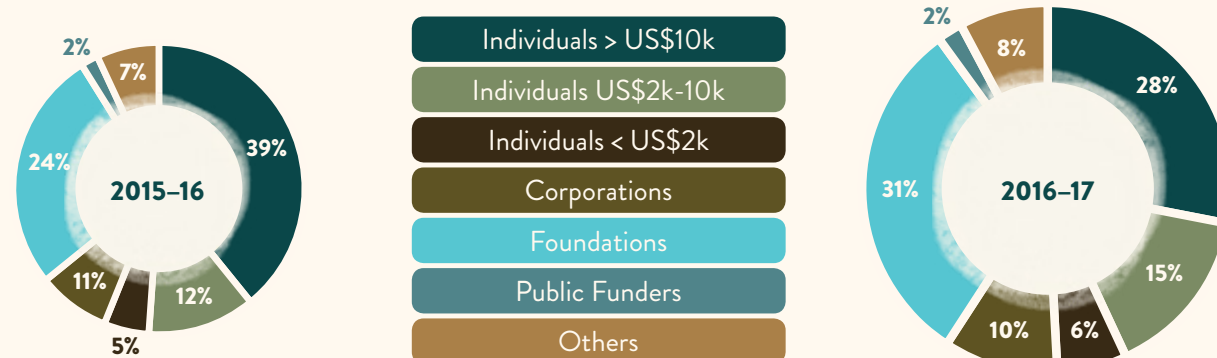 2%
7%
39%
24%
2015–16
11%
12%
5%
Individuals > US$10k
Individuals US$2k-10k
Individuals < US$2k
Corporations
Foundations
Public Funders
Others
2%
8%
28%
31%
2016–17
15%
10%
6%